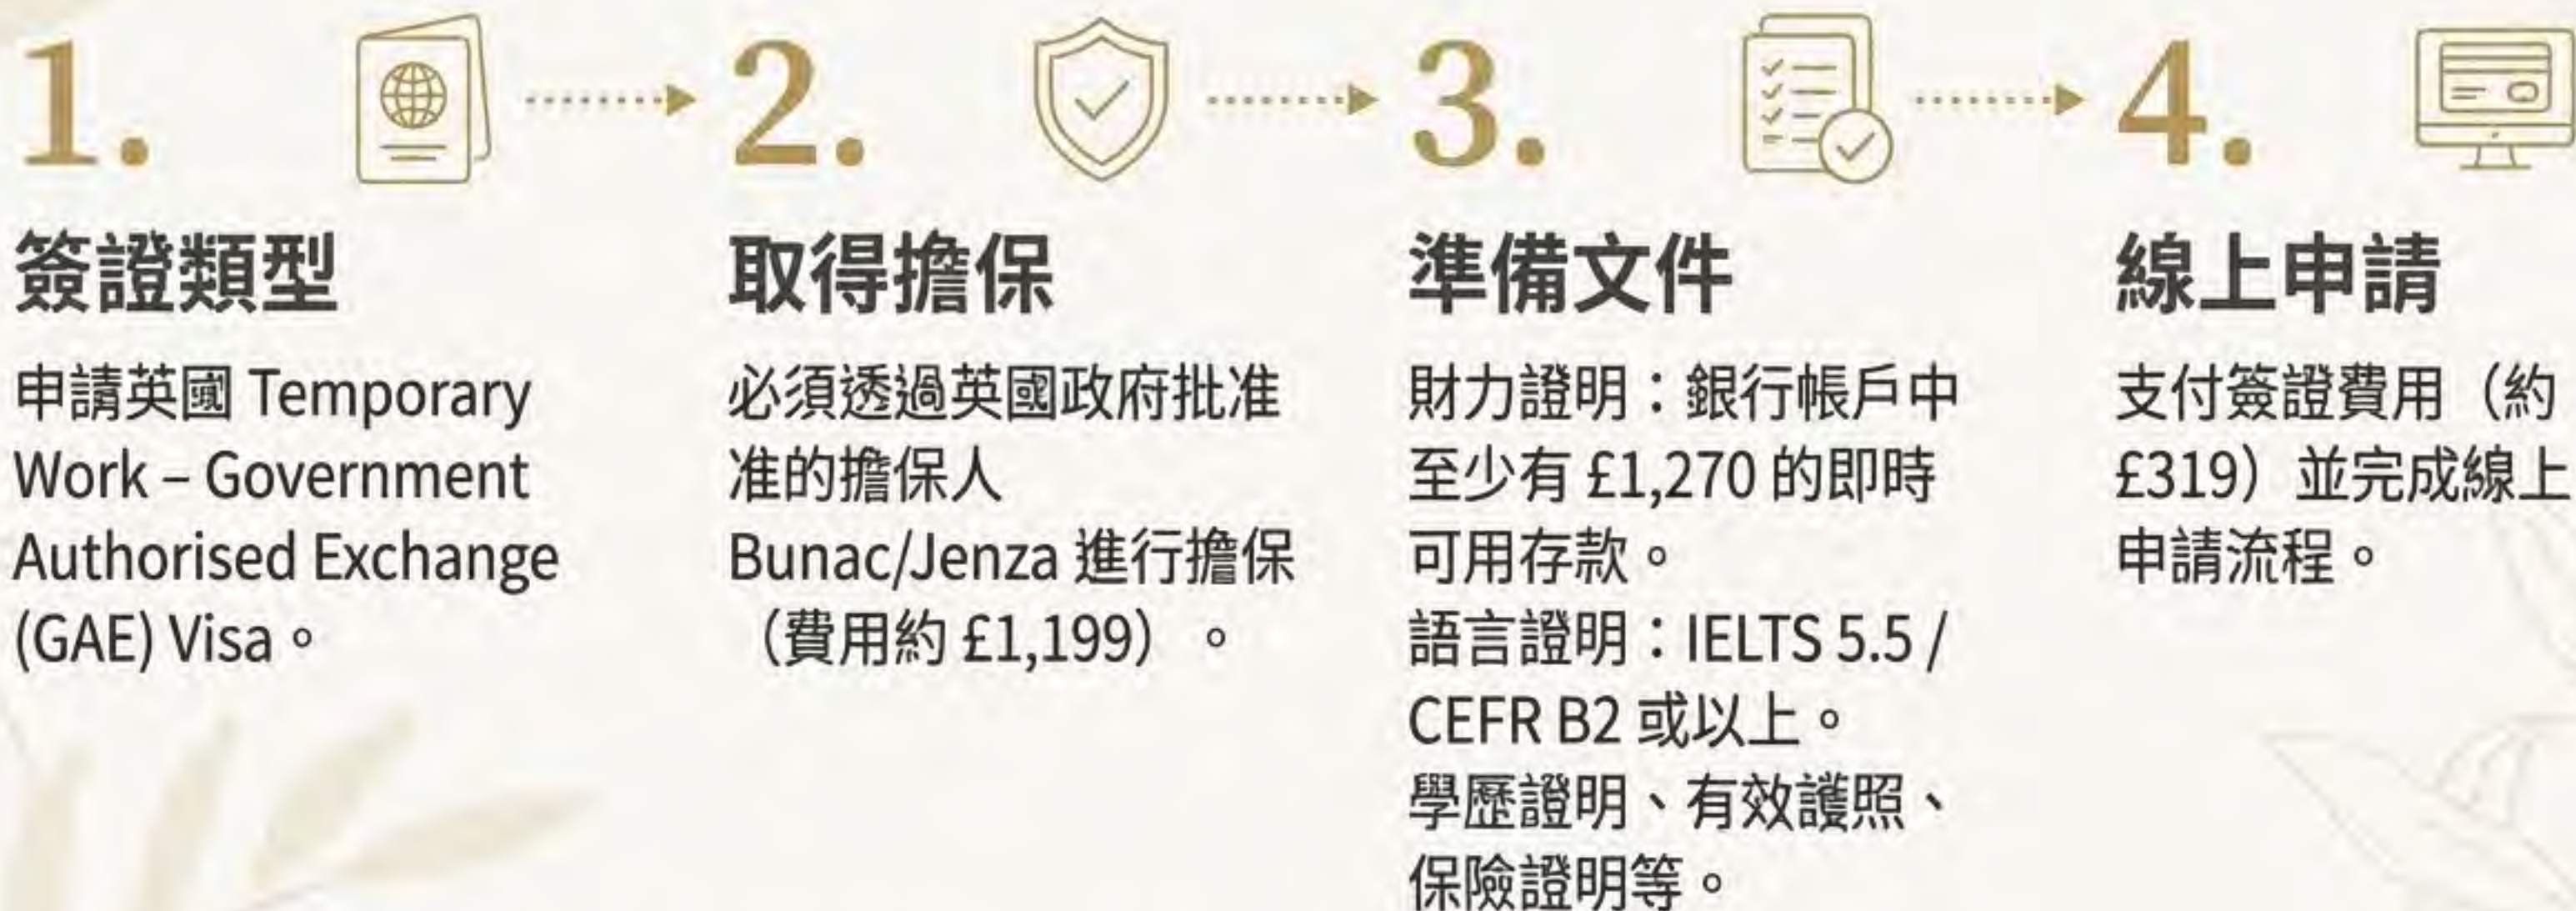 1.
簽證類型
申請英國 Temporary
Work – Government
Authorised Exchange
(GAE) Visa。
2.
取得擔保
必須透過英國政府批准
准的擔保人
Bunac/Jenza 進行擔保
（費用約 £1,199）。
3.
準備文件
財力證明：銀行帳戶中
至少有 £1,270 的即時
可用存款。
語言證明：IELTS 5.5 /
CEFR B2 或以上。
學歷證明、有效護照、
保險證明等。
4.
線上申請
支付簽證費用（約
£319）並完成線上
申請流程。